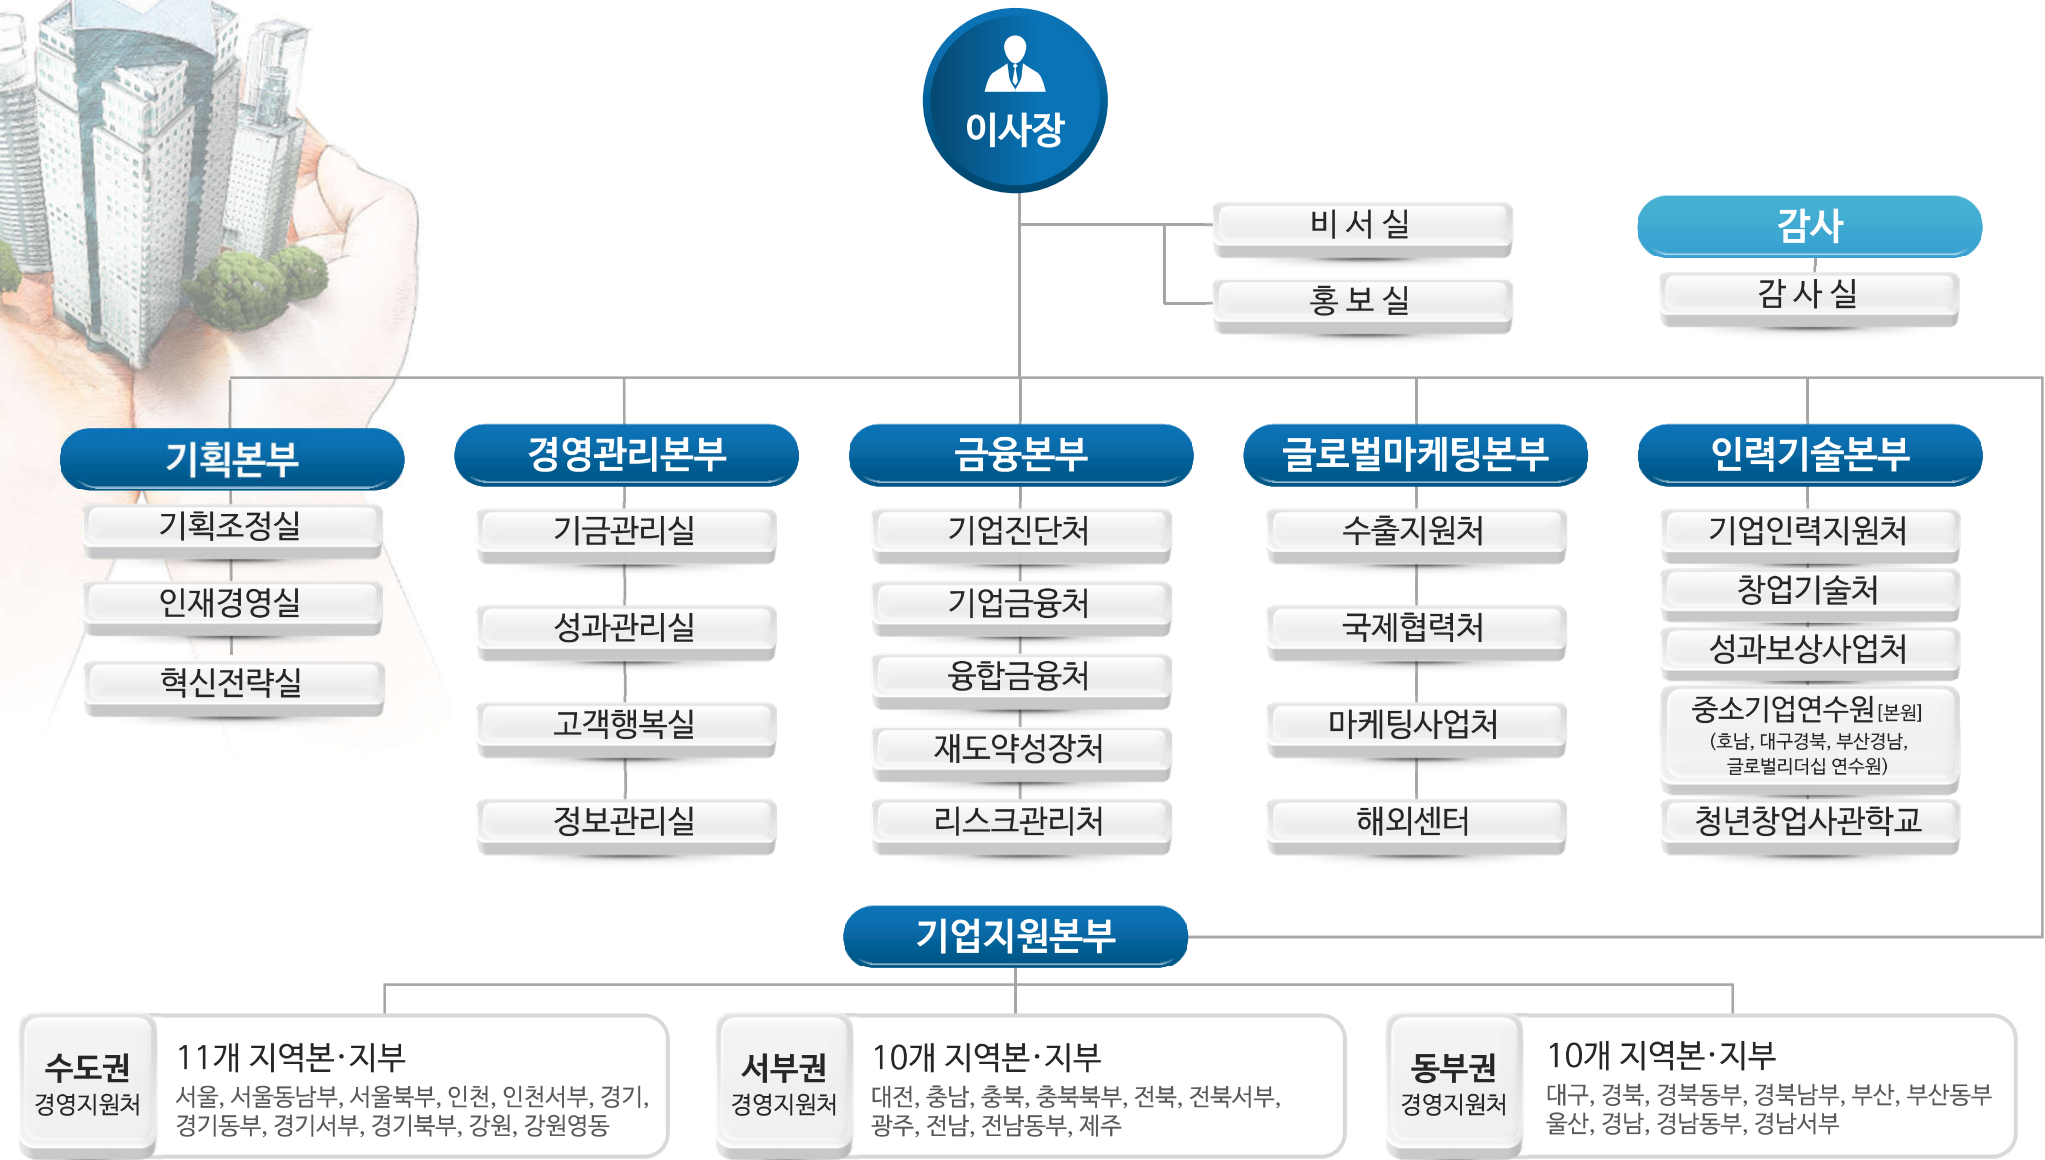 이사장
비 서 실
홍 보 실
감사
감 사 실
기획본부
기획조정실
인재경영실
혁신전략실
경영관리본부
기금관리실
성과관리실
고객행복실
정보관리실
금융본부
기업진단처
기업금융처
융합금융처
재도약성장처
리스크관리처
글로벌마케팅본부
수출지원처
국제협력처
마케팅사업처
해외센터
인력기술본부
기업인력지원처
창업기술처
성과보상사업처
중소기업연수원[본원]
(호남, 대구경북, 부산경남,
글로벌리더십 연수원)
청년창업사관학교
기업지원본부
수도권
경영지원처
11개 지역본·지부
서울, 서울동남부, 서울북부, 인천, 인천서부, 경기,
경기동부, 경기서부, 경기북부, 강원, 강원영동
서부권
경영지원처
10개 지역본·지부
대전, 충남, 충북, 충북북부, 전북, 전북서부,
광주, 전남, 전남동부, 제주
동부권
경영지원처
10개 지역본·지부
대구, 경북, 경북동부, 경북남부, 부산, 부산동부
울산, 경남, 경남동부, 경남서부